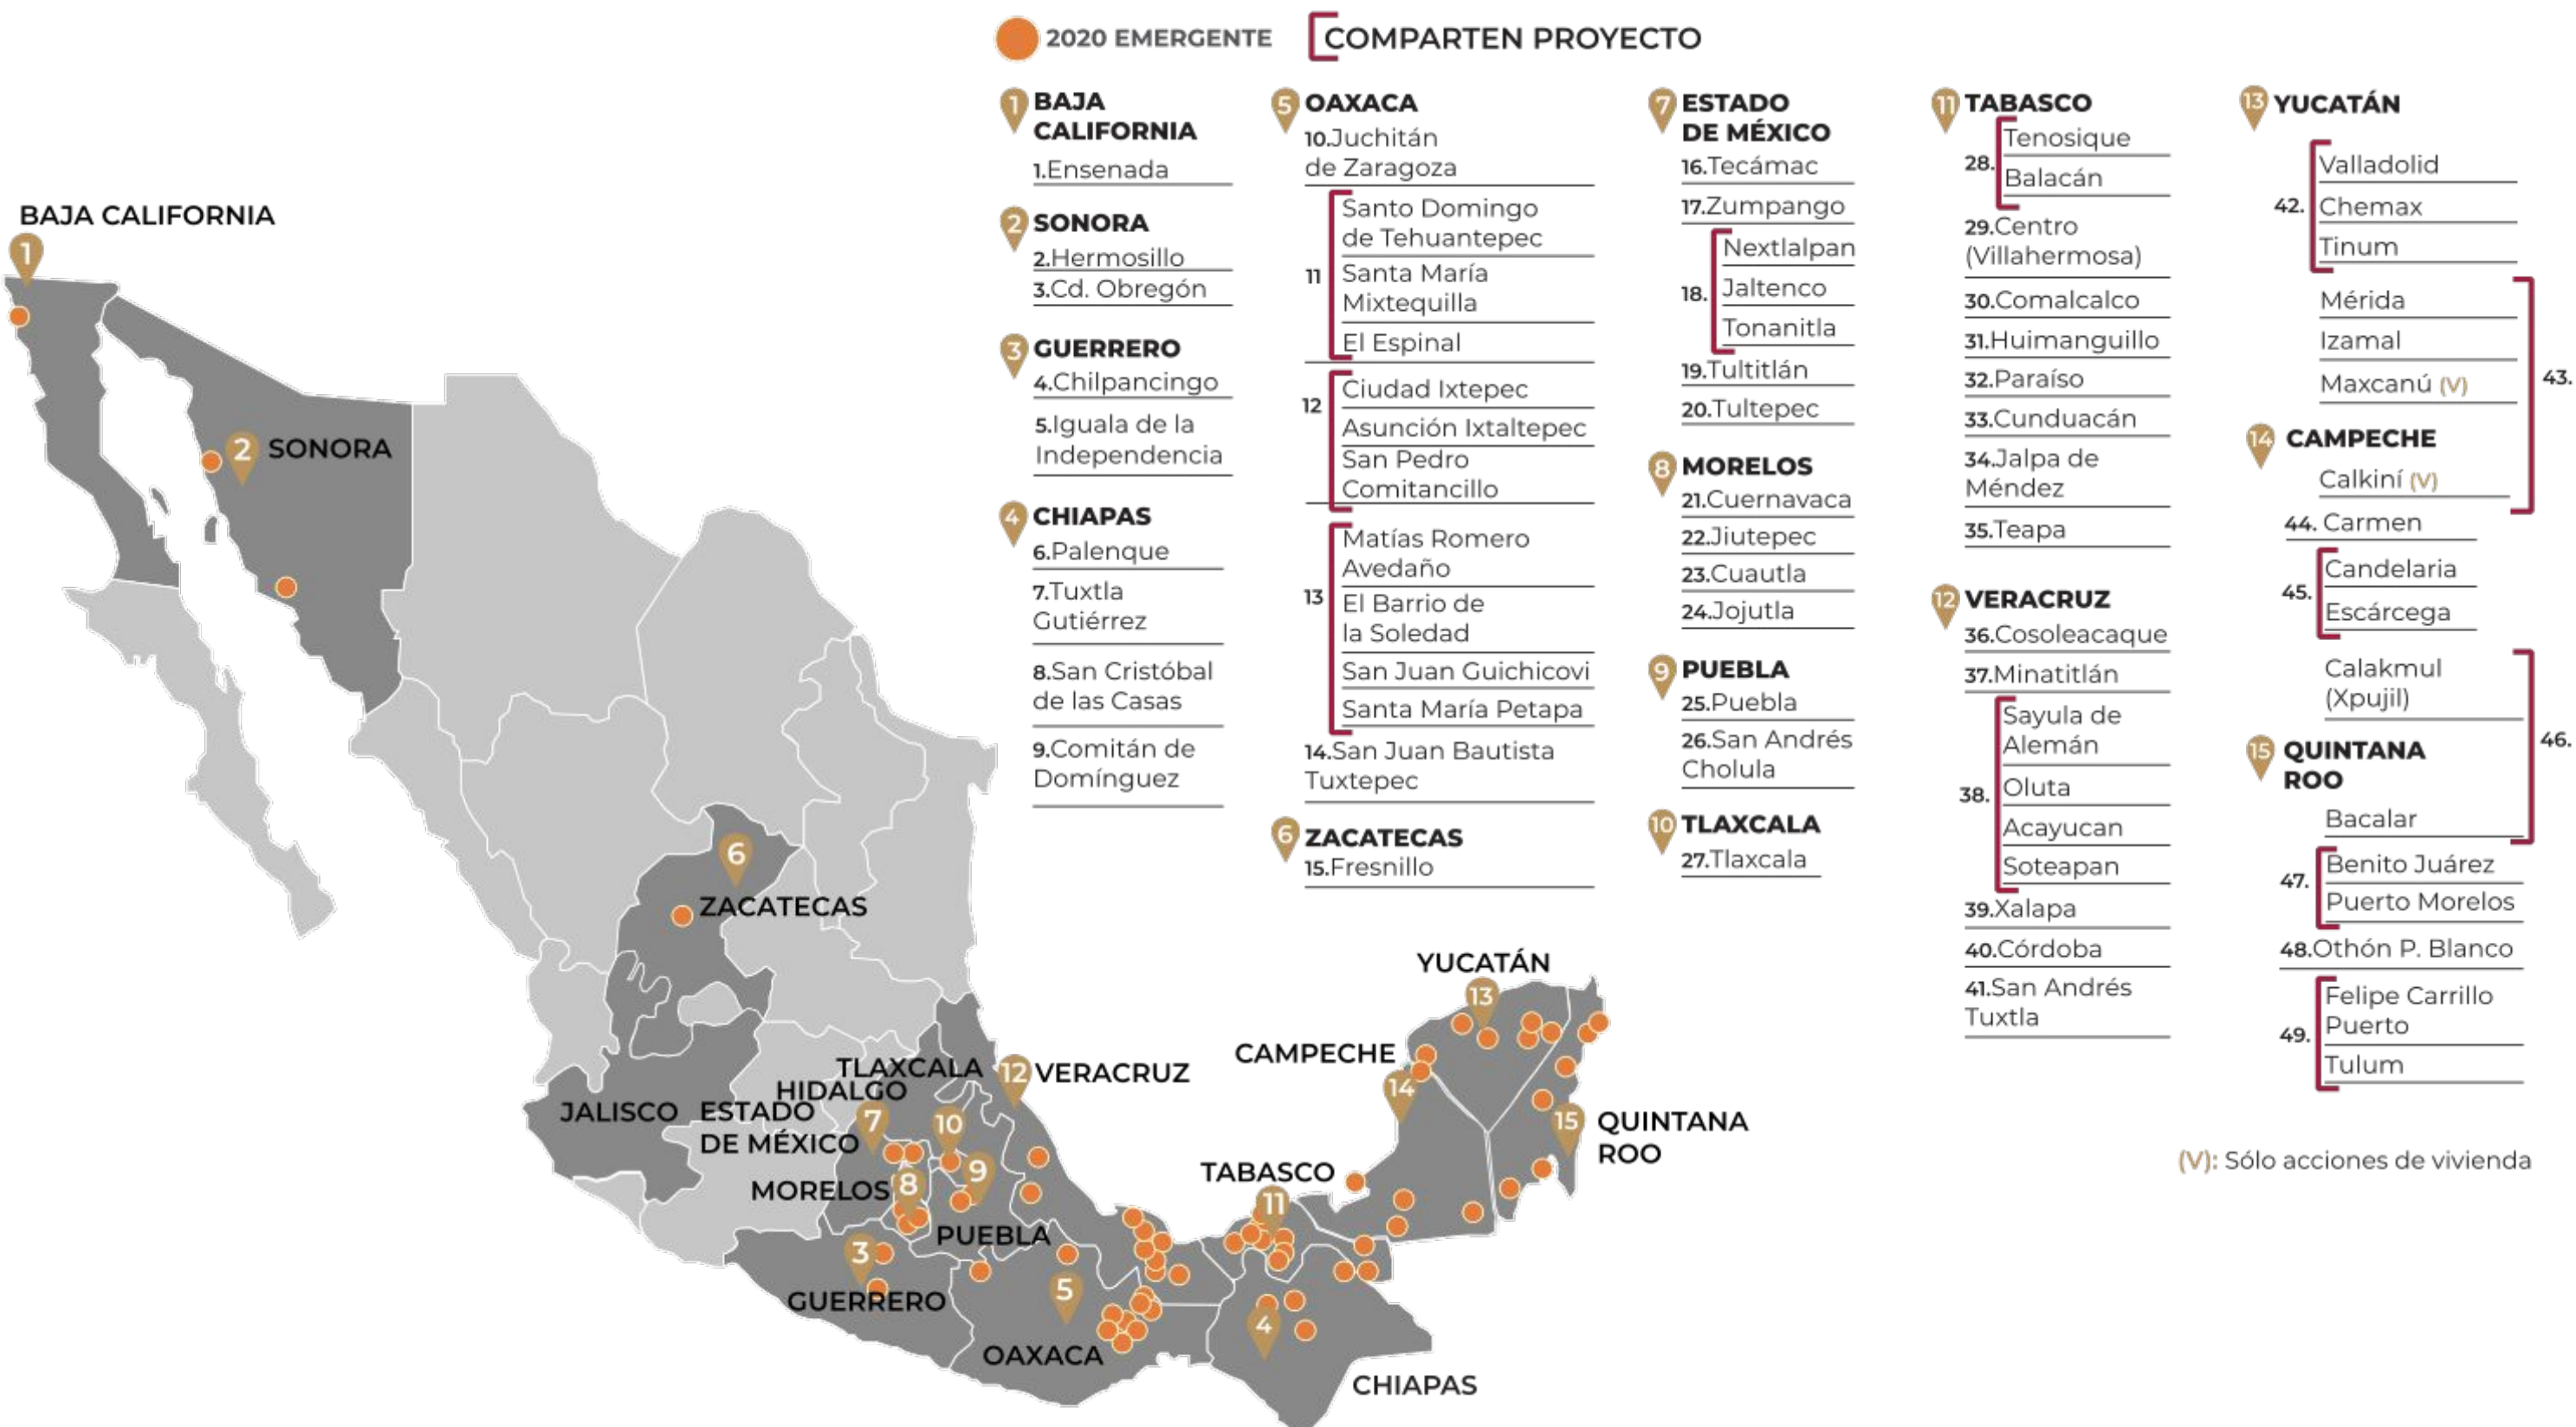 2020 EMERGENTE
COMPARTEN PROYECTO
1 BAJA
CALIFORNIA
1.Ensenada
2 SONORA
2.Hermosillo
3.Cd. Obregón
3 GUERRERO
4.Chilpancingo
5.Iguala de la
Independencia
4 CHIAPAS
6.Palenque
7.Tuxtla
Gutiérrez
8.San Cristóbal
de las Casas
9.Comitán de
Domínguez
5 OAXACA
10.Juchitán
de Zaragoza
11
Santo Domingo
de Tehuantepec
Santa María
Mixtequilla
El Espinal
12
Ciudad Ixtepec
Asunción Ixtaltepec
San Pedro
Comitancillo
13
Matías Romero
Avedaño
El Barrio de
la Soledad
San Juan Guichicovi
Santa María Petapa
14.San Juan Bautista
Tuxtepec
6 ZACATECAS
15.Fresnillo
7 ESTADO
DE MÉXICO
16.Tecámac
17.Zumpango
18.
Nextlalpan
Jaltenco
Tonanitla
19.Tultitlán
20.Tultepec
8 MORELOS
21.Cuernavaca
22.Jiutepec
23.Cuautla
24.Jojutla
9 PUEBLA
25.Puebla
26.San Andrés
Cholula
10 TLAXCALA
27.Tlaxcala
11 TABASCO
28.
Tenosique
Balacán
29.Centro
(Villahermosa)
30.Comalcalco
31.Huimanguillo
32.Paraíso
33.Cunduacán
34.Jalpa de
Méndez
35.Teapa
12 VERACRUZ
36.Cosoleacaque
37.Minatitlán
38.
Sayula de
Alemán
Oluta
Acayucan
Soteapan
39.Xalapa
40.Córdoba
41.San Andrés
Tuxtla
13 YUCATÁN
42.
Valladolid
Chemax
Tinum
Mérida
Izamal
Maxcanú (V)
43.
14 CAMPECHE
Calkiní (V)
44. Carmen
45.
Candelaria
Escárcega
Calakmul
(Xpujil)
46.
15 QUINTANA
ROO
Bacalar
47.
Benito Juárez
Puerto Morelos
48.Othón P. Blanco
49.
Felipe Carrillo
Puerto
Tulum
(V): Sólo acciones de vivienda
BAJA CALIFORNIA
1
2 SONORA
6
ZACATECAS
YUCATÁN
13
CAMPECHE
14
TLAXCALA
12 VERACRUZ
HIDALGO
JALISCO
ESTADO
DE MÉXICO
7
10
15 QUINTANA
ROO
TABASCO
11
MORELOS
8
9
PUEBLA
3
GUERRERO
5
OAXACA
4
CHIAPAS